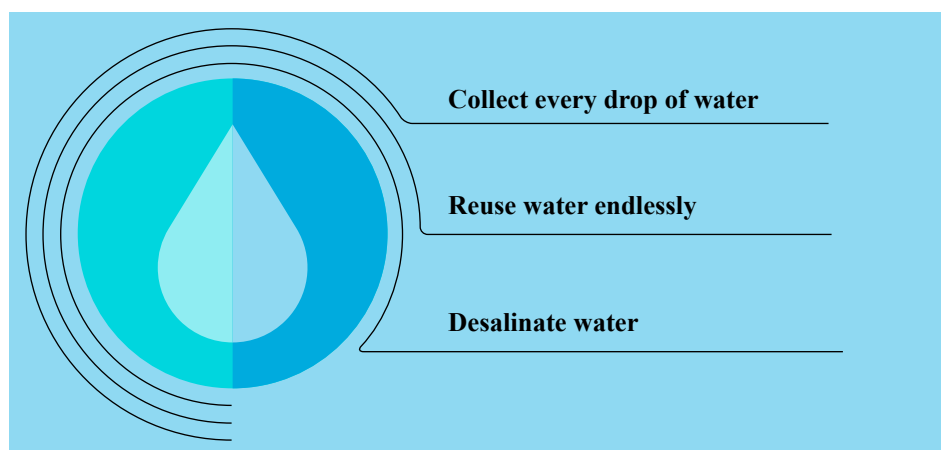 Collect every drop of water
Reuse water endlessly
Desalinate water